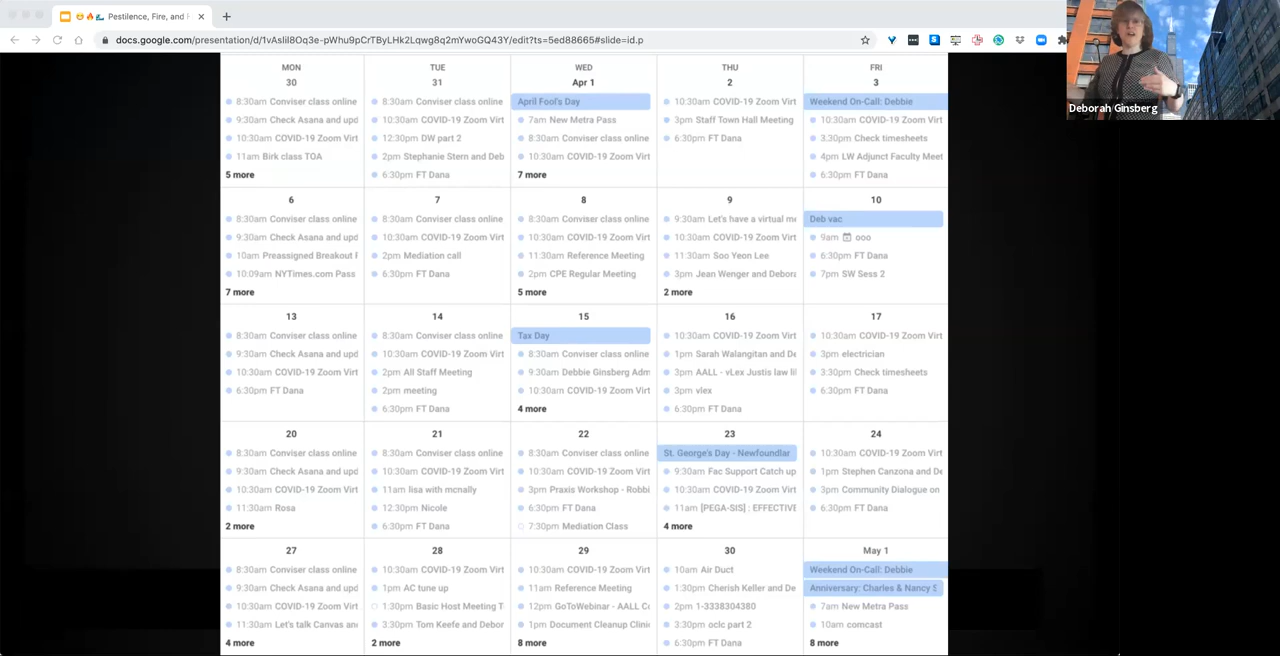 Pestilence, Fire, and
docs.google.com/presentation/d/1vAsIiI8Oq3e-pWhu9pCrTByLHk2Lqwg8q2mYwoGQ43Y/edit?ts=5ed88665#slide=id.p
Deborah Ginsberg
MON TUE WED THU FRI
30 31 Apr 1 2 3
8:30am Conviser class online
9:30am Check Asana and upd
10:30am COVID-19 Zoom Virt
11am Birk class TOA
5 more
8:30am Conviser class online
10:30am COVID-19 Zoom Virt
12:30pm DW part 2
2pm Stephanie Stern and Deb
6:30pm FT Dana
April Fool's Day
7am New Metra Pass
8:30am Conviser class online
10:30am COVID-19 Zoom Virt
7 more
10:30am COVID-19 Zoom Virt
3pm Staff Town Hall Meeting
6:30pm FT Dana
Weekend On-Call: Debbie
10:30am COVID-19 Zoom Virt
3:30pm Check timesheets
4pm LW Adjunct Faculty Meet
6:30pm FT Dana
6 7 8 9 10
8:30am Conviser class online
9:30am Check Asana and upd
10am Preassigned Breakout F
10:09am NYTimes.com Pass
7 more
8:30am Conviser class online
10:30am COVID-19 Zoom Virt
2pm Mediation call
6:30pm FT Dana
8:30am Conviser class online
10:30am COVID-19 Zoom Virt
11:30am Reference Meeting
2pm CPE Regular Meeting
5 more
9:30am Let's have a virtual me
10:30am COVID-19 Zoom Virt
11:30am Soo Yeon Lee
3pm Jean Wenger and Debora
2 more
Deb vac
9am ooo
6:30pm FT Dana
7pm SW Sess 2
13 14 15 16 17
8:30am Conviser class online
9:30am Check Asana and upd
10:30am COVID-19 Zoom Virt
6:30pm FT Dana
8:30am Conviser class online
10:30am COVID-19 Zoom Virt
2pm All Staff Meeting
2pm meeting
6:30pm FT Dana
Tax Day
8:30am Conviser class online
9:30am Debbie Ginsberg Adm
10:30am COVID-19 Zoom Virt
4 more
10:30am COVID-19 Zoom Virt
1pm Sarah Walangitan and De
3pm AALL - vLex Justis law li
3pm vlex
6:30pm FT Dana
10:30am COVID-19 Zoom Virt
3pm electrician
3:30pm Check timesheets
6:30pm FT Dana
20 21 22 23 24
8:30am Conviser class online
9:30am Check Asana and upd
10:30am COVID-19 Zoom Virt
11:30am Rosa
2 more
8:30am Conviser class online
10:30am COVID-19 Zoom Virt
11am lisa with mcnally
12:30pm Nicole
6:30pm FT Dana
8:30am Conviser class online
10:30am COVID-19 Zoom Virt
3pm Praxis Workshop - Robbi
6:30pm FT Dana
7:30pm Mediation Class
St. George's Day - Newfoundlar
9:30am Fac Support Catch up
10:30am COVID-19 Zoom Virt
11am [PEGA-SIS] : EFFECTIVE
4 more
10:30am COVID-19 Zoom Virt
1pm Stephen Canzona and De
3pm Community Dialogue on
6:30pm FT Dana
27 28 29 30 May 1
8:30am COVID-19 Zoom Virt
9:30am Check Asana and upd
10:30am COVID-19 Zoom Virt
11:30am Let's talk Canvas an
4 more
10:30am COVID-19 Zoom Virt
1pm AC tune up
1:30pm Basic Host Meeting T
3:30pm Tom Keefe and Debor
2 more
10:30am COVID-19 Zoom Virt
11am Reference Meeting
12pm GoToWebinar - AALL Co
1pm Document Cleanup Clini
8 more
10am Air Duct
1:30pm Cherish Keller and De
2pm 1-3338304380
3:30pm oclc part 2
6:30pm FT Dana
Weekend On-Call: Debbie
Anniversary: Charles & Nancy S
7am New Metra Pass
10am comcast
8 more